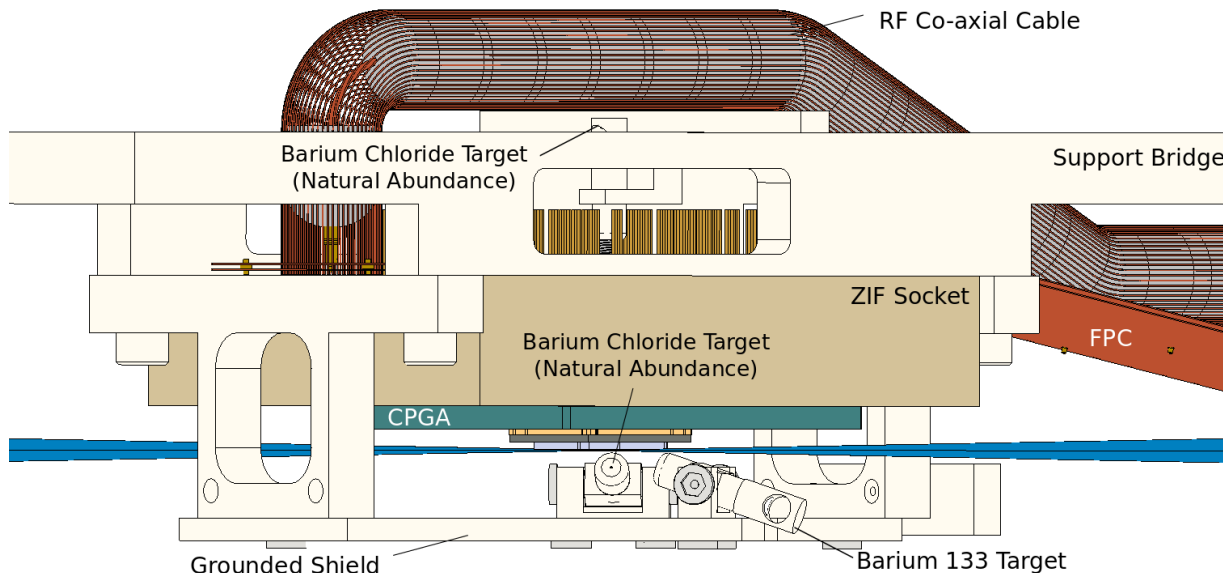 RF Co-axial Cable
Barium Chloride Target
(Natural Abundance)
Support Bridge
ZIF Socket
Barium Chloride Target
(Natural Abundance)
FPC
CPGA
Grounded Shield
Barium 133 Target